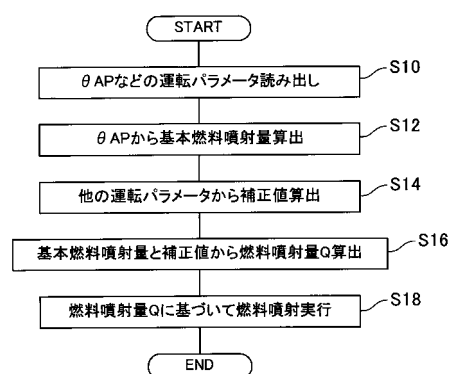 START
θAPなどの運転パラメータ読み出し
S10
θAPから基本燃料噴射量算出
S12
他の運転パラメータから補正値算出
S14
基本燃料噴射量と補正値から燃料噴射量Q算出
S16
燃料噴射量Qに基づいて燃料噴射実行
S18
END